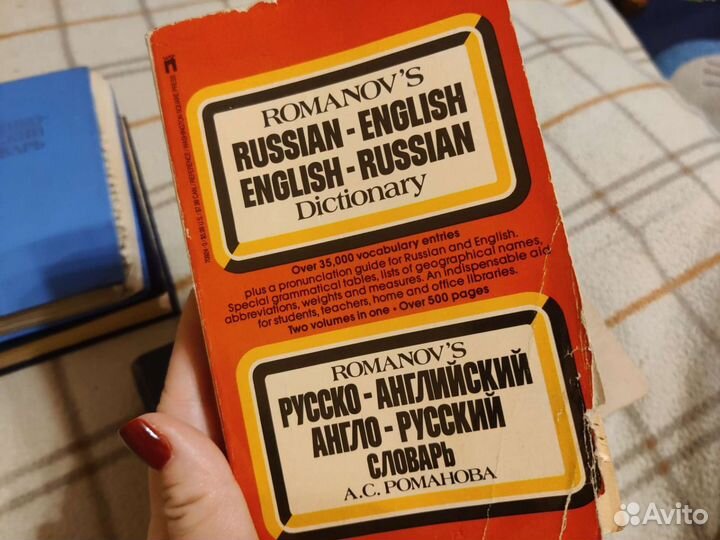 ROMANOV'S
RUSSIAN - ENGLISH
ENGLISH - RUSSIAN
Dictionary
Over 35,000 vocabulary entries
plus a pronunciation guide for Russian and English.
Special grammatical tables, lists of geographical names,
abbreviations, weights and measures. An indispensable aid
for students, teachers, home and office libraries.
Two volumes in one • Over 500 pages
ROMANOV'S
РУССКО - АНГЛИЙСКИЙ
АНГЛО - РУССКИЙ
СЛОВАРЬ
А.С. РОМАНОВА
Avito